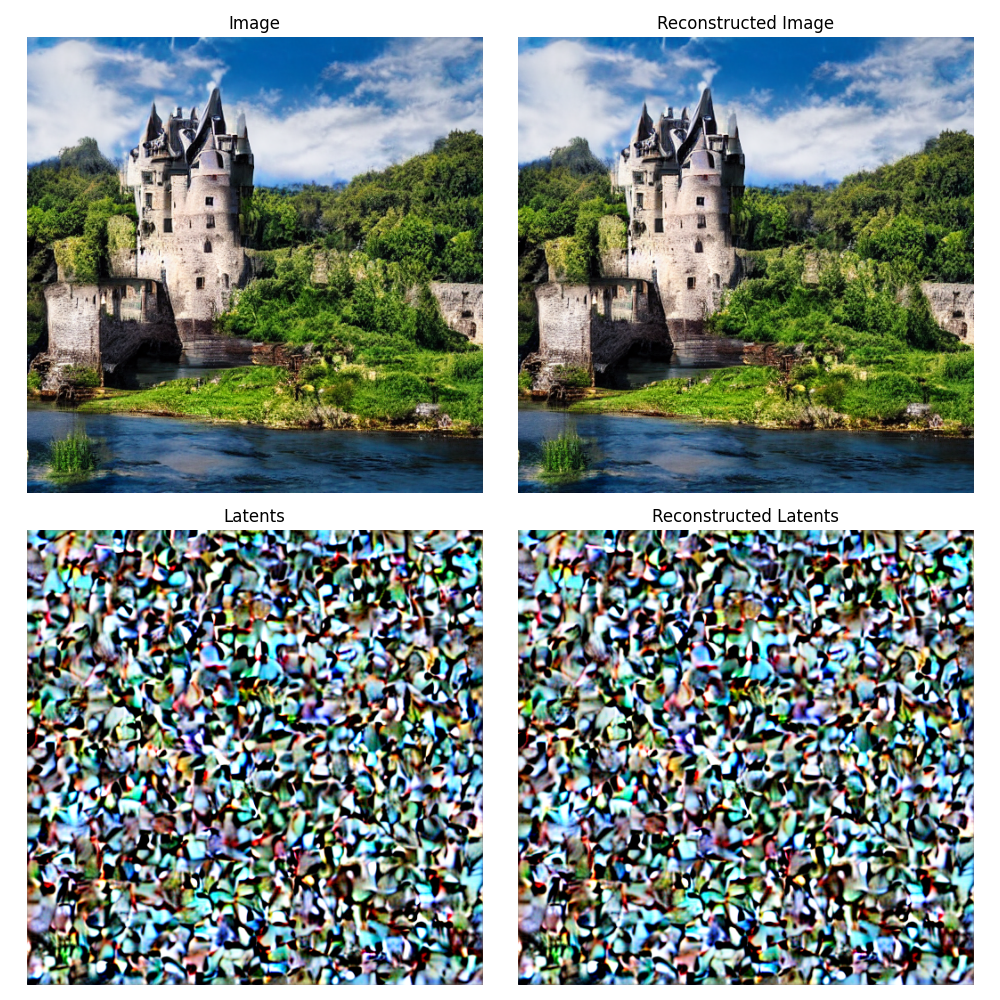 Image
Reconstructed Image
Latents
Reconstructed Latents